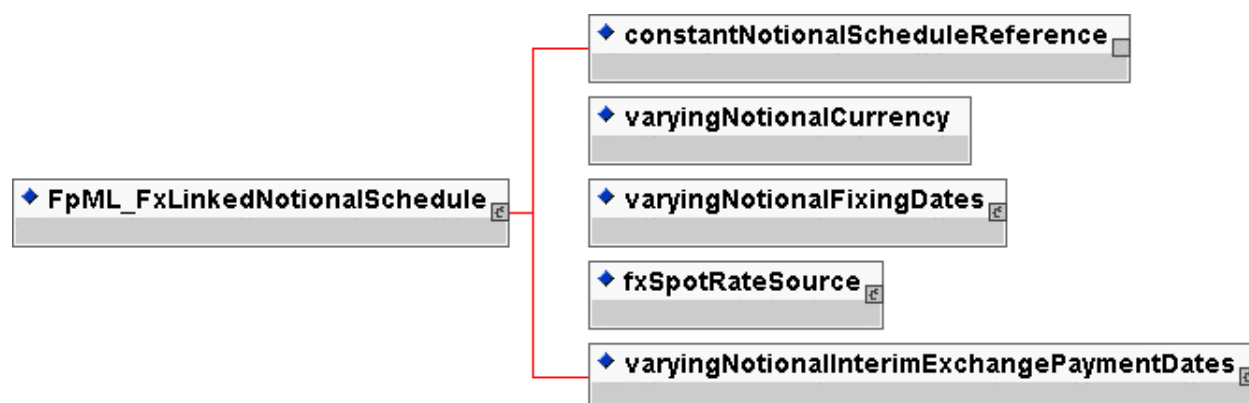 constantNotionalScheduleReference
varyingNotionalCurrency
FpML_FxLinkedNotionalSchedule
varyingNotionalFixingDates
fxSpotRateSource
varyingNotionalInterimExchangePaymentDates